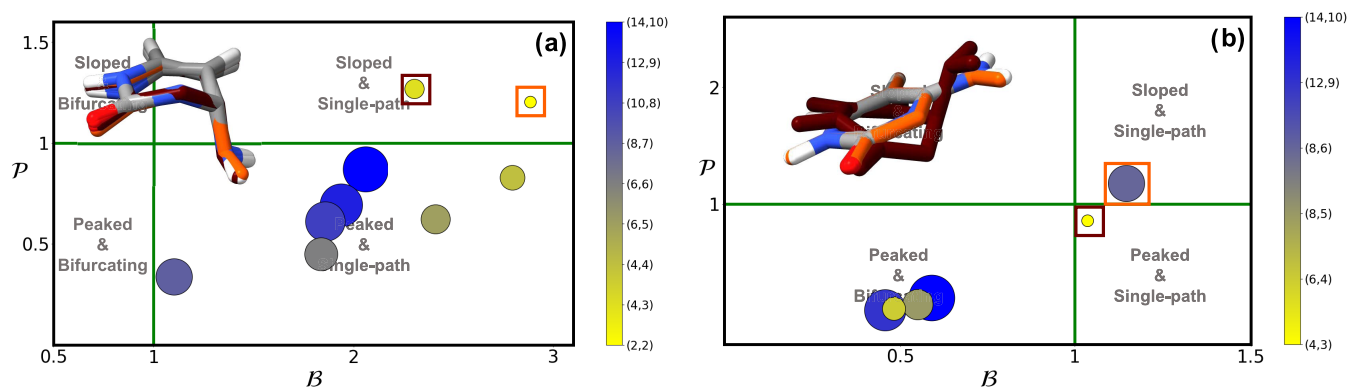 (a)
1.5
1
0.5
𝒫
0.5
1
2
3
ℬ
Sloped
&
Bifurcating
Sloped
&
Single-path
Peaked
&
Bifurcating
Peaked
&
Single-path
(14,10)
(12,9)
(10,8)
(8,7)
(6,6)
(6,5)
(4,4)
(4,3)
(2,2)
(b)
2
1
𝒫
0.5
1
1.5
ℬ
Bifurcating
Sloped
&
Single-path
Peaked
&
Bifurcating
Peaked
&
Single-path
(14,10)
(12,9)
(8,6)
(8,5)
(6,4)
(4,3)